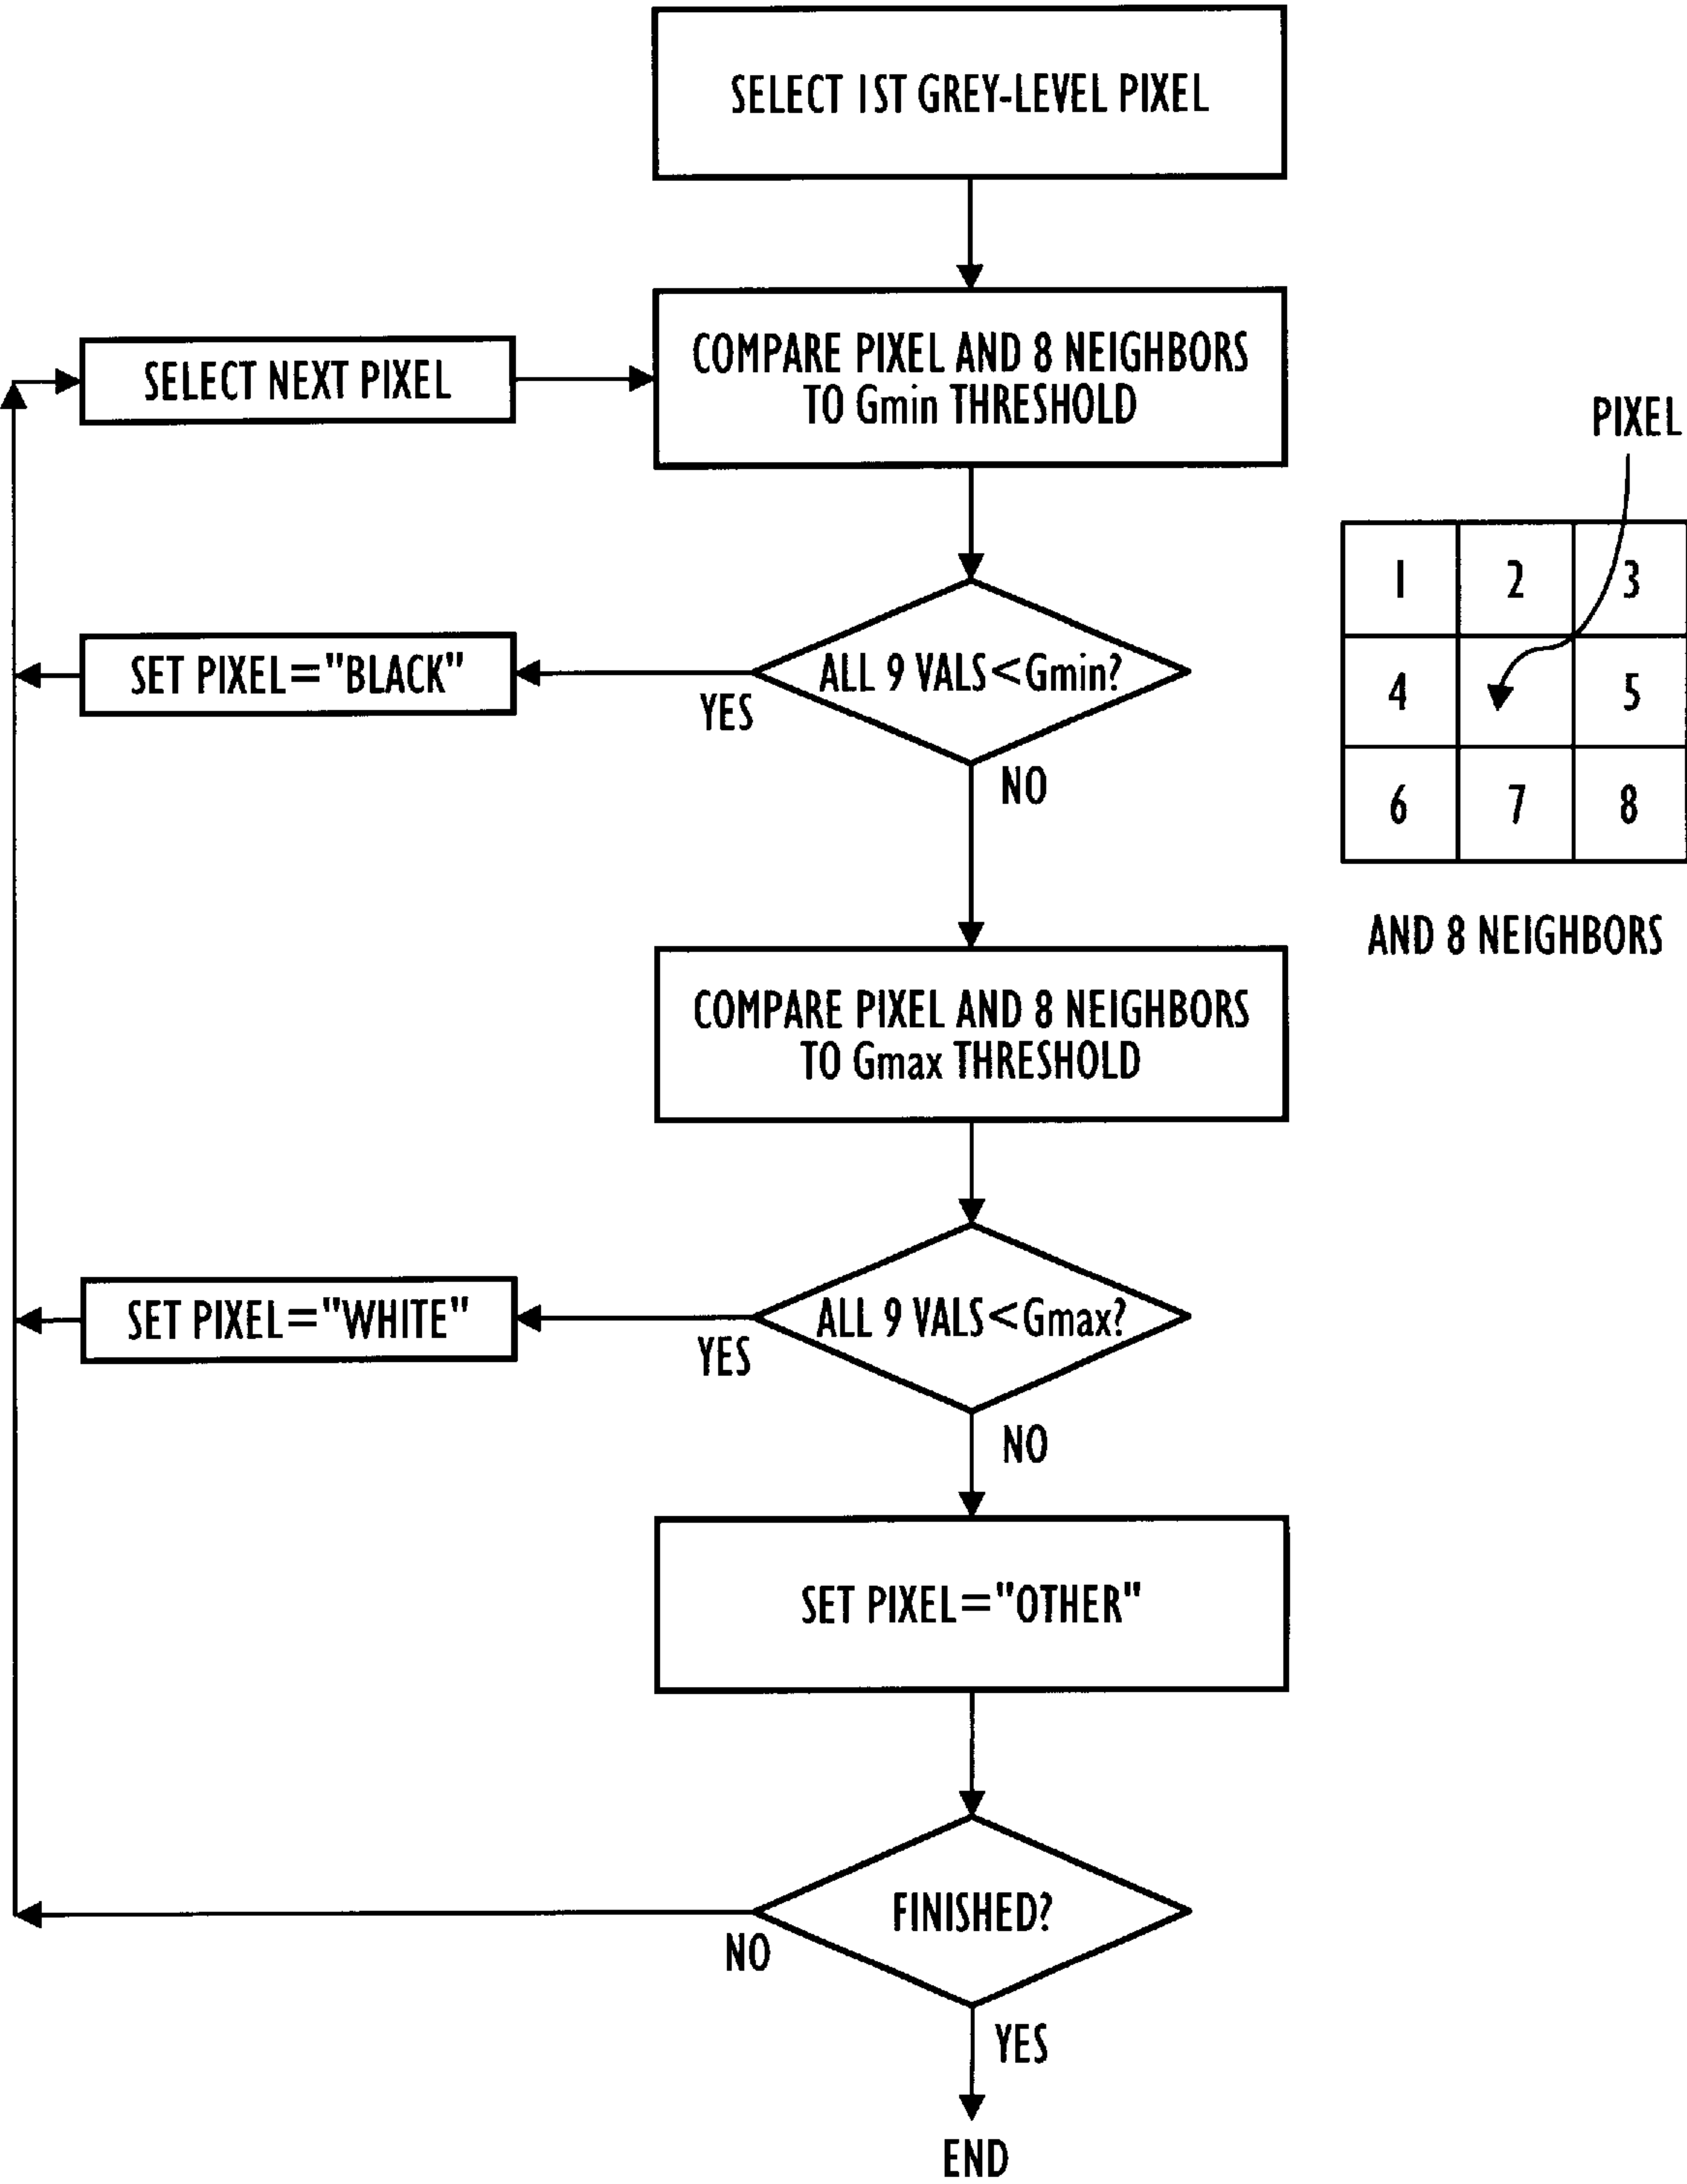 SELECT 1ST GREY-LEVEL PIXEL
SELECT NEXT PIXEL
COMPARE PIXEL AND 8 NEIGHBORS
TO Gmin THRESHOLD
PIXEL
1 2 3
4 5
6 7 8
AND 8 NEIGHBORS
ALL 9 VALS<Gmin?
SET PIXEL="BLACK"
YES
NO
COMPARE PIXEL AND 8 NEIGHBORS
TO Gmax THRESHOLD
ALL 9 VALS<Gmax?
SET PIXEL="WHITE"
YES
NO
SET PIXEL="OTHER"
FINISHED?
NO
YES
END